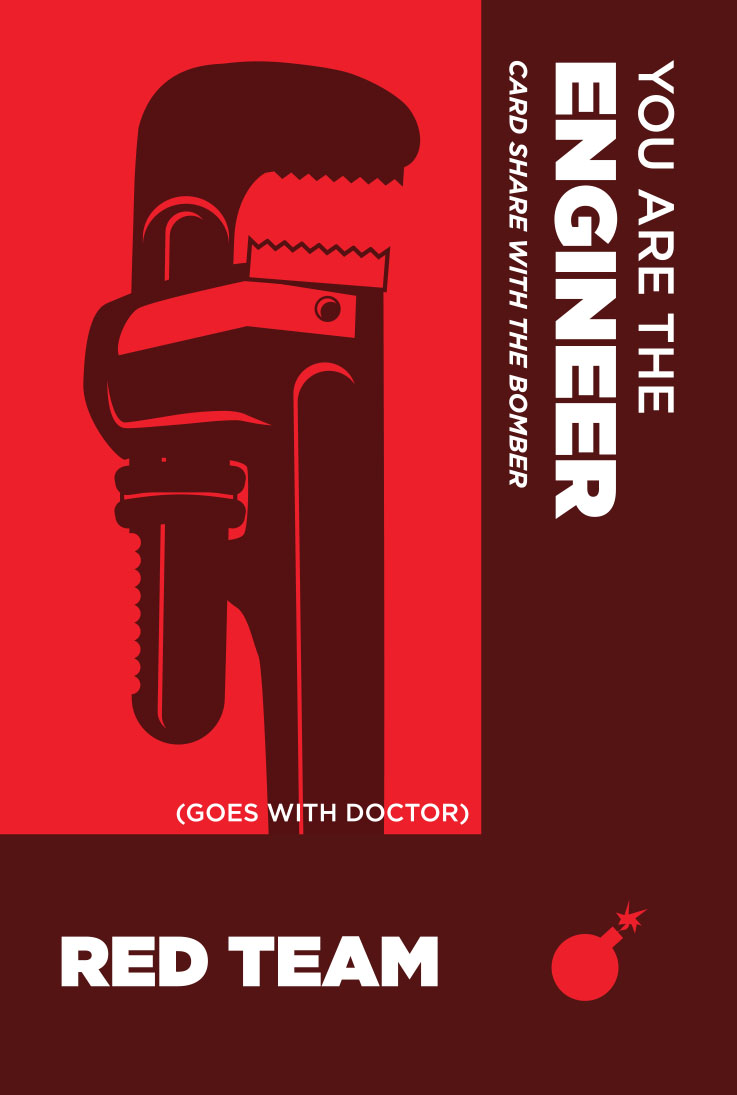 YOU ARE THE
ENGINEER
CARD SHARE WITH THE BOMBER
(GOES WITH DOCTOR)
RED TEAM